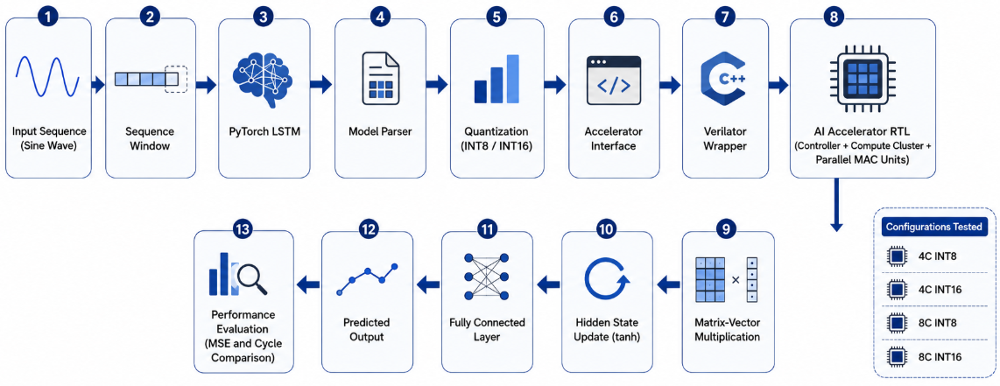 1
Input Sequence
(Sine Wave)
2
Sequence
Window
3
PyTorch LSTM
4
Model Parser
5
Quantization
(INT8 / INT16)
6
</>
Accelerator
Interface
7
C++
Verilator
Wrapper
8
AI Accelerator RTL
(Controller + Compute Cluster +
Parallel MAC Units)
13
Performance
Evaluation
(MSE and Cycle
Comparison)
12
Predicted
Output
11
Fully Connected
Layer
10
Hidden State
Update (tanh)
9
×
Matrix-Vector
Multiplication
Configurations Tested
4C INT8
4C INT16
8C INT8
8C INT16